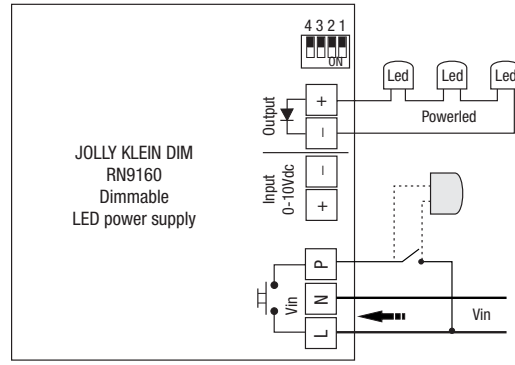 4 3 2 1
ON
Led Led Led
Powerled
Output
+
−
JOLLY KLEIN DIM
RN9160
Dimmable
LED power supply
Input
0-10Vdc
−
+
P
N
L
Vin
Vin